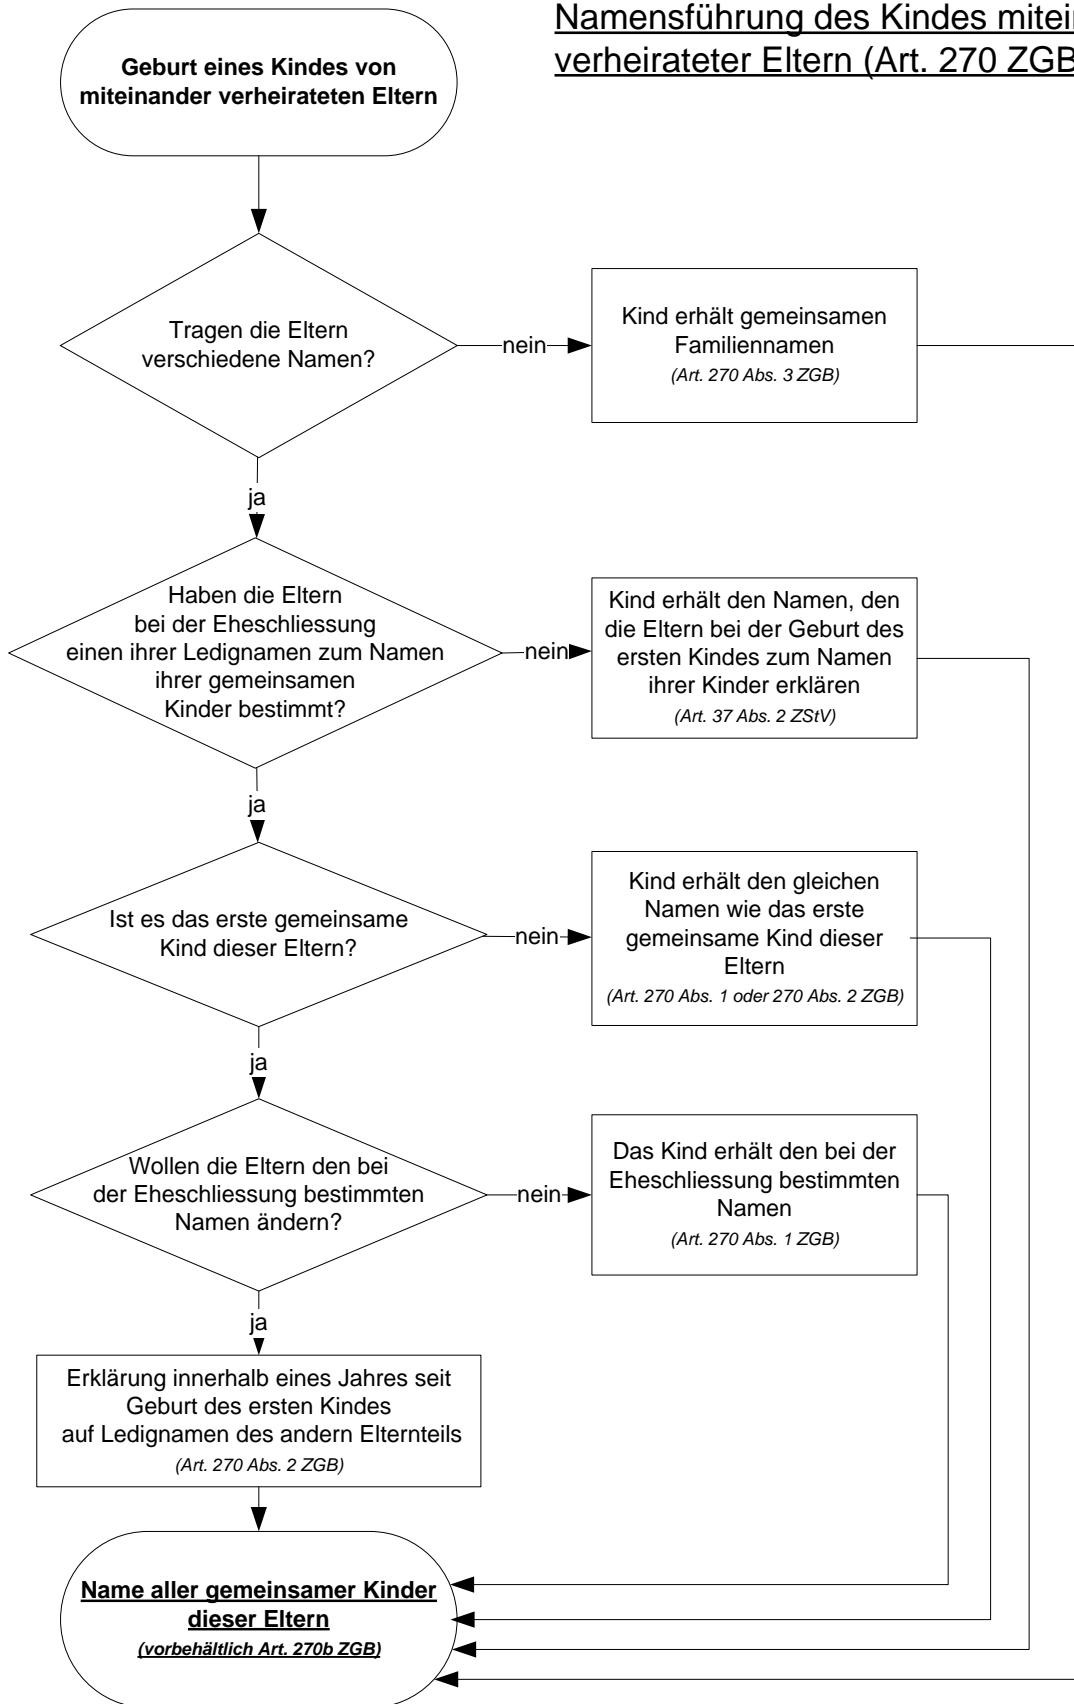 Namensführung des Kindes
verheirateter Eltern (Art. 270 ZGB
Geburt eines Kindes von
miteinander verheirateten Eltern
Tragen die Eltern
verschiedene Namen?
nein
Kind erhält gemeinsamen
Familiennamen
(Art. 270 Abs. 3 ZGB)
ja
Haben die Eltern
bei der Eheschliessung
einen ihrer Ledignamen zum Namen
ihrer gemeinsamen
Kinder bestimmt?
nein
Kind erhält den Namen, den
die Eltern bei der Geburt des
ersten Kindes zum Namen
ihrer Kinder erklären
(Art. 37 Abs. 2 ZStV)
ja
Ist es das erste gemeinsame
Kind dieser Eltern?
nein
Kind erhält den gleichen
Namen wie das erste
gemeinsame Kind dieser
Eltern
(Art. 270 Abs. 1 oder 270 Abs. 2 ZGB)
ja
Wollen die Eltern den bei
der Eheschliessung bestimmten
Namen ändern?
nein
Das Kind erhält den bei der
Eheschliessung bestimmten
Namen
(Art. 270 Abs. 1 ZGB)
ja
Erklärung innerhalb eines Jahres seit
Geburt des ersten Kindes
auf Ledignamen des andern Elternteils
(Art. 270 Abs. 2 ZGB)
Name aller gemeinsamer Kinder
dieser Eltern
(vorbehältlich Art. 270b ZGB)